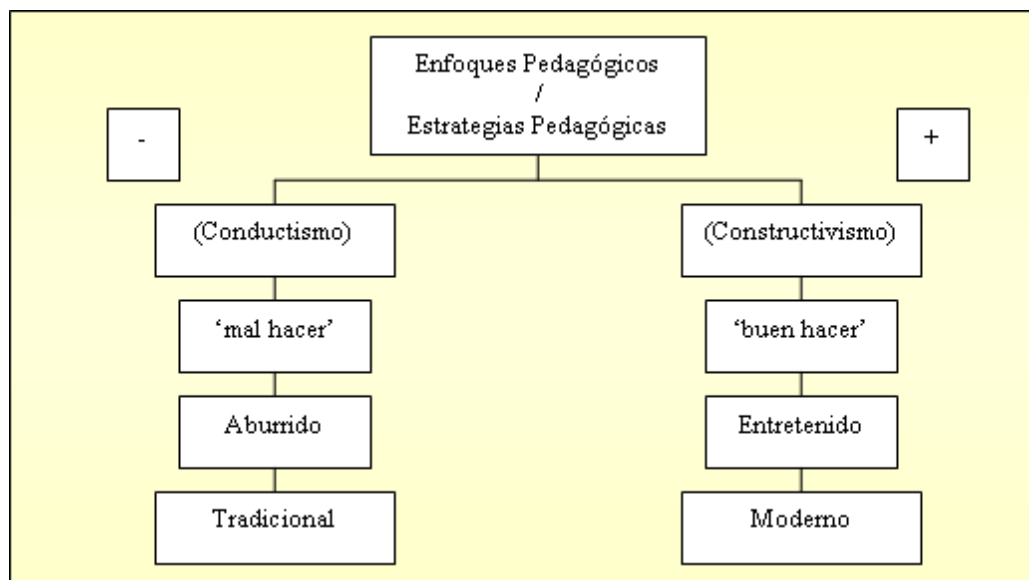 Enfoques Pedagógicos
/
Estrategias Pedagógicas
-
+
(Conductismo)
(Constructivismo)
‘mal hacer’
‘buen hacer’
Aburrido
Entretenido
Tradicional
Moderno